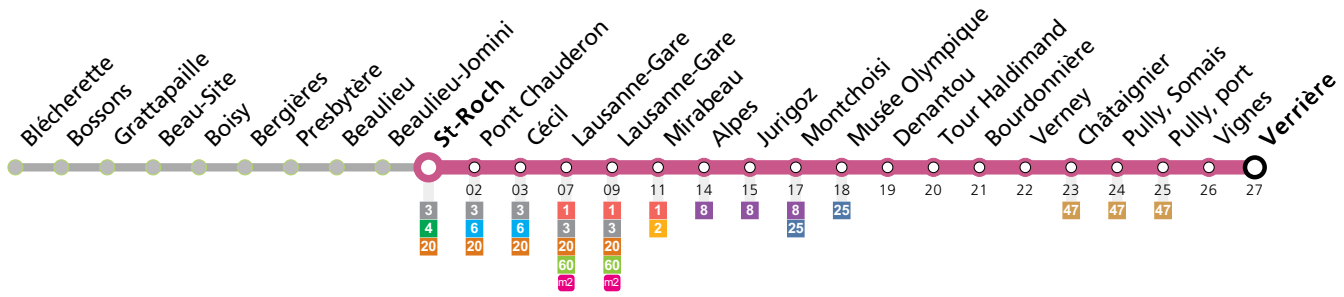 Blécherette
Bossons
Grattapaille
Beau-Site
Boisy
Bergières
Presbytère
Beaulieu
Beaulieu-Jomini
St-Roch
Pont Chauderon
Cécil
Lausanne-Gare
Lausanne-Gare
Mirabeau
Alpes
Jurigoz
Montchoisi
Musée Olympique
Denantou
Tour Haldimand
Bourdonnière
Verney
Châtaignier
Pully, Somais
Pully, port
Vignes
Verrière
02 03 07 09 11 14 15 17 18 19 20 21 22 23 24 25 26 27
3 3 3 1 1 1 8 8 8 25 47 47 47
4 6 6 3 3 2 25
20 20 20 20 20
60 60
m2 m2